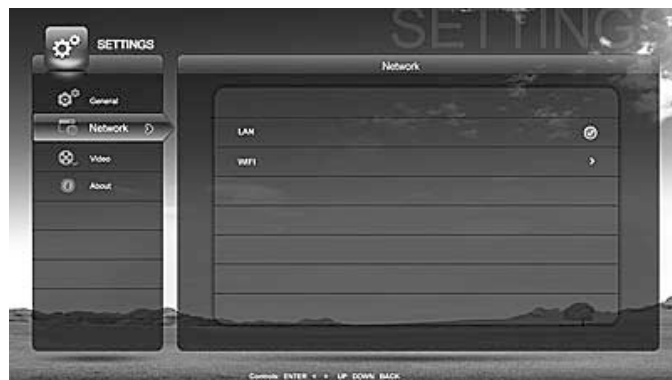 SETTINGS
SETTINGS
Network
General
Network
Video
About
LAN
WIFI
Controls: ENTER < > UP DOWN BACK